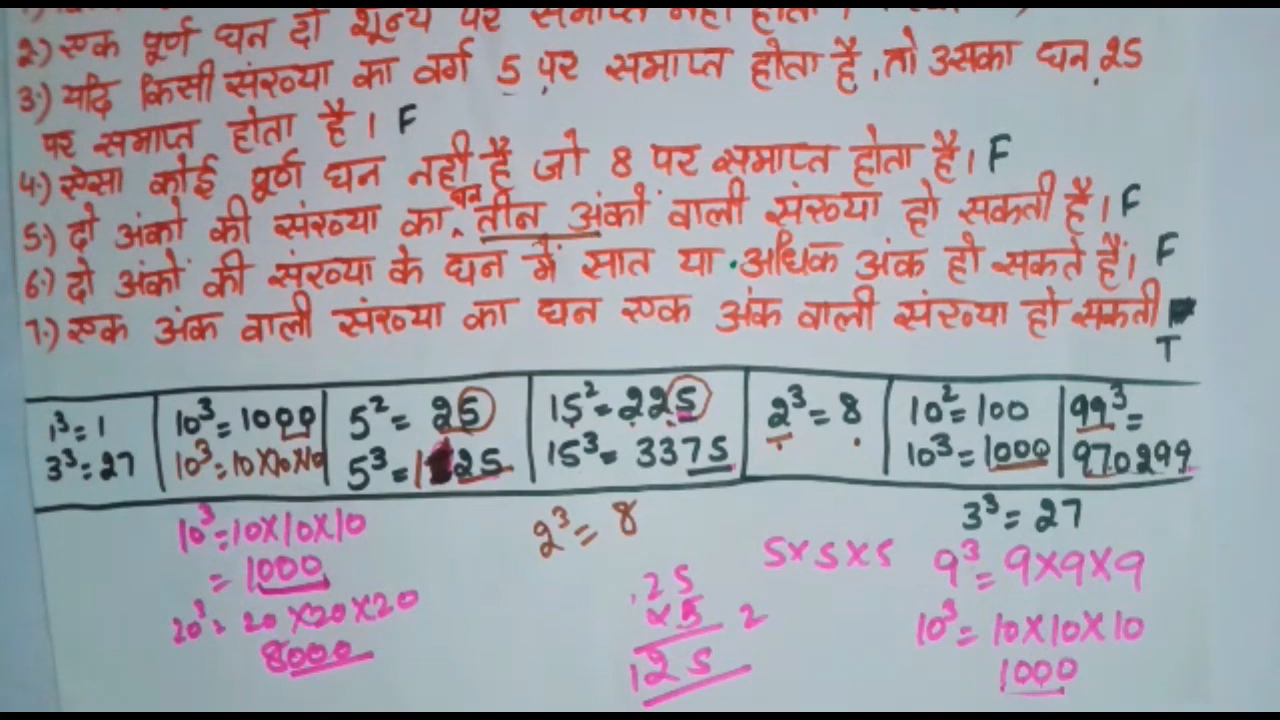 2) एक पूर्ण घन दो शून्य पर समाप्त नहीं होता।
3.) यदि किसी संख्या का वर्ग 5 पर समाप्त होता है, तो उसका घन 25
पर समाप्त होता है। F
4.) ऐसा कोई पूर्ण घन नहीं है जो 8 पर समाप्त होता है। F
5.) दो अंको की संख्या का घन तीन अंकों वाली संख्या हो सकती है। F
6.) दो अंकों की संख्या के घन में सात या अधिक अंक हो सकते हैं। F
7.) एक अंक वाली संख्या का घन एक अंक वाली संख्या हो सकती
T
1³=1 10³=1000 5²= 25 15²=225 2³=8 10²=100 99³=
3³=27 10³=10×10×10 5³=125 15³=3375 10³=1000 970299
10³=10×10×10 2³=8 3³=27
=1000 5×5×5 9³=9×9×9
20³= 20×20×20 25 10³=10×10×10
8000 ×5 2 1000
125